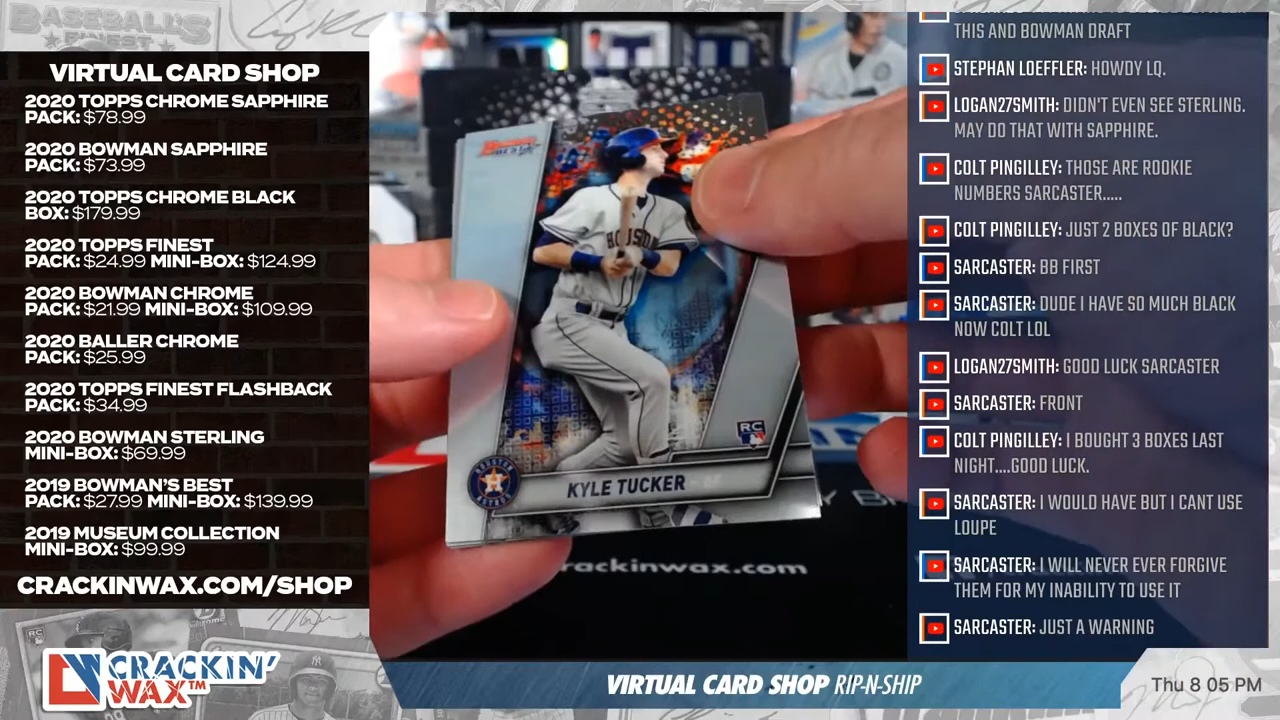 BASEBALL'S
FINEST
VIRTUAL CARD SHOP
2020 TOPPS CHROME SAPPHIRE
PACK: $78.99
2020 BOWMAN SAPPHIRE
PACK: $73.99
2020 TOPPS CHROME BLACK
BOX: $179.99
2020 TOPPS FINEST
PACK: $24.99 MINI-BOX: $124.99
2020 BOWMAN CHROME
PACK: $21.99 MINI-BOX: $109.99
2020 BALLER CHROME
PACK: $25.99
2020 TOPPS FINEST FLASHBACK
PACK: $34.99
2020 BOWMAN STERLING
MINI-BOX: $69.99
2019 BOWMAN'S BEST
PACK: $27.99 MINI-BOX: $139.99
2019 MUSEUM COLLECTION
MINI-BOX: $99.99
CRACKINWAX.COM/SHOP
RC
CRACKIN'
WAX™
Bowman's
BEST
HOUSTON
RC
KYLE TUCKER
crackinwax.com
THIS AND BOWMAN DRAFT
STEPHAN LOEFFLER: HOWDY LQ.
LOGAN27SMITH: DIDN'T EVEN SEE STERLING.
MAY DO THAT WITH SAPPHIRE.
COLT PINGILLEY: THOSE ARE ROOKIE
NUMBERS SARCASTER.....
COLT PINGILLEY: JUST 2 BOXES OF BLACK?
SARCASTER: BB FIRST
SARCASTER: DUDE I HAVE SO MUCH BLACK
NOW COLT LOL
LOGAN27SMITH: GOOD LUCK SARCASTER
SARCASTER: FRONT
COLT PINGILLEY: I BOUGHT 3 BOXES LAST
NIGHT....GOOD LUCK.
SARCASTER: I WOULD HAVE BUT I CANT USE
LOUPE
SARCASTER: I WILL NEVER EVER FORGIVE
THEM FOR MY INABILITY TO USE IT
SARCASTER: JUST A WARNING
VIRTUAL CARD SHOP RIP-N-SHIP
Thu 8 05 PM